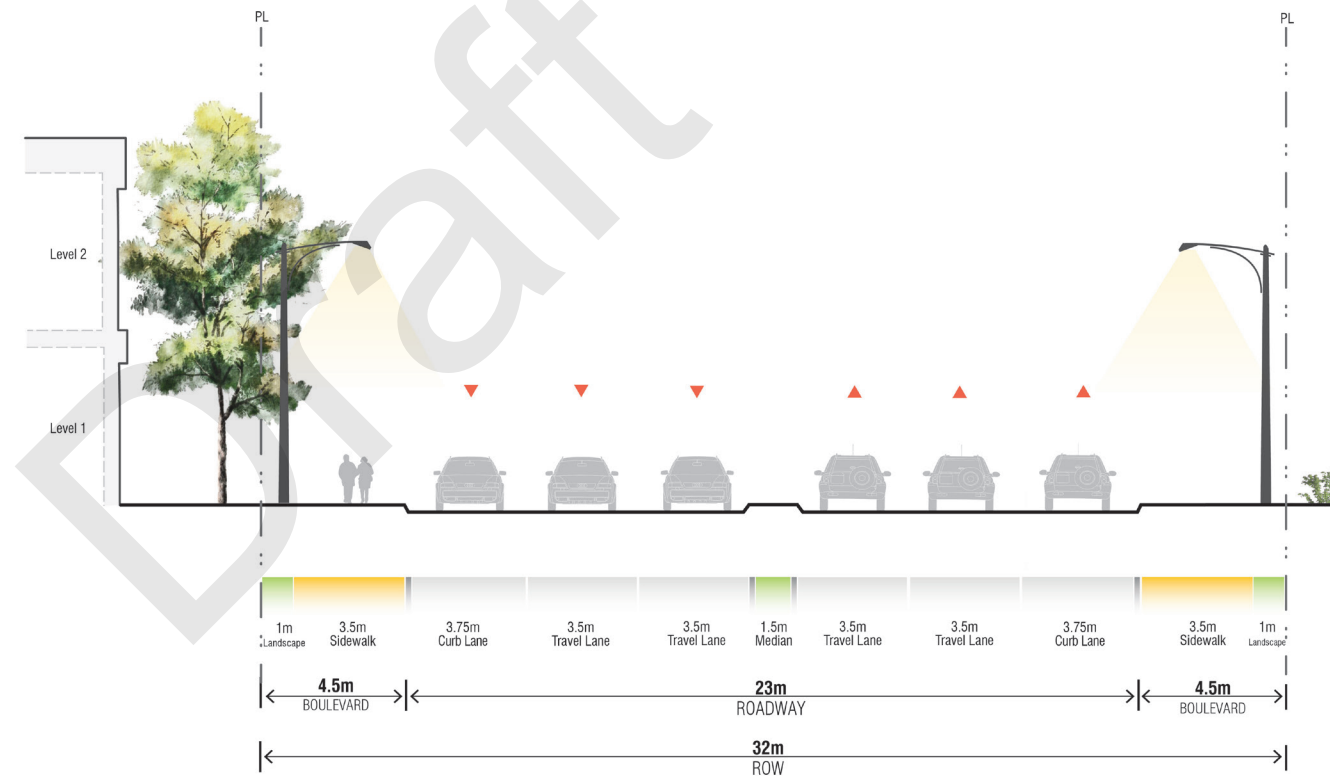 PL
PL
Draft
Level 2
Level 1
1m
Landscape
3.5m
Sidewalk
3.75m
Curb Lane
3.5m
Travel Lane
3.5m
Travel Lane
1.5m
Median
3.5m
Travel Lane
3.5m
Travel Lane
3.75m
Curb Lane
3.5m
Sidewalk
1m
Landscape
4.5m
BOULEVARD
23m
ROADWAY
4.5m
BOULEVARD
32m
ROW